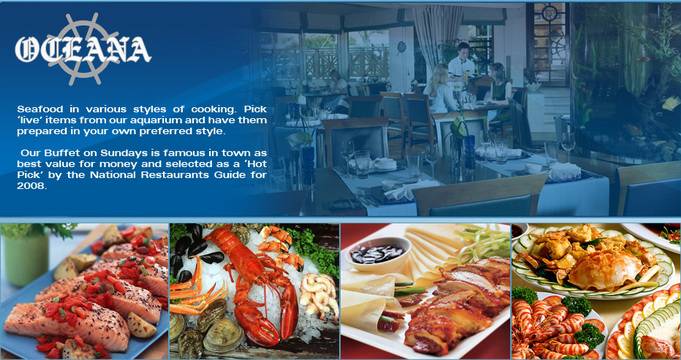 OCEANA
Seafood in various styles of cooking. Pick
‘live’ items from our aquarium and have them
prepared in your own preferred style.
Our Buffet on Sundays is famous in town as
best value for money and selected as a ‘Hot
Pick’ by the National Restaurants Guide for
2008.